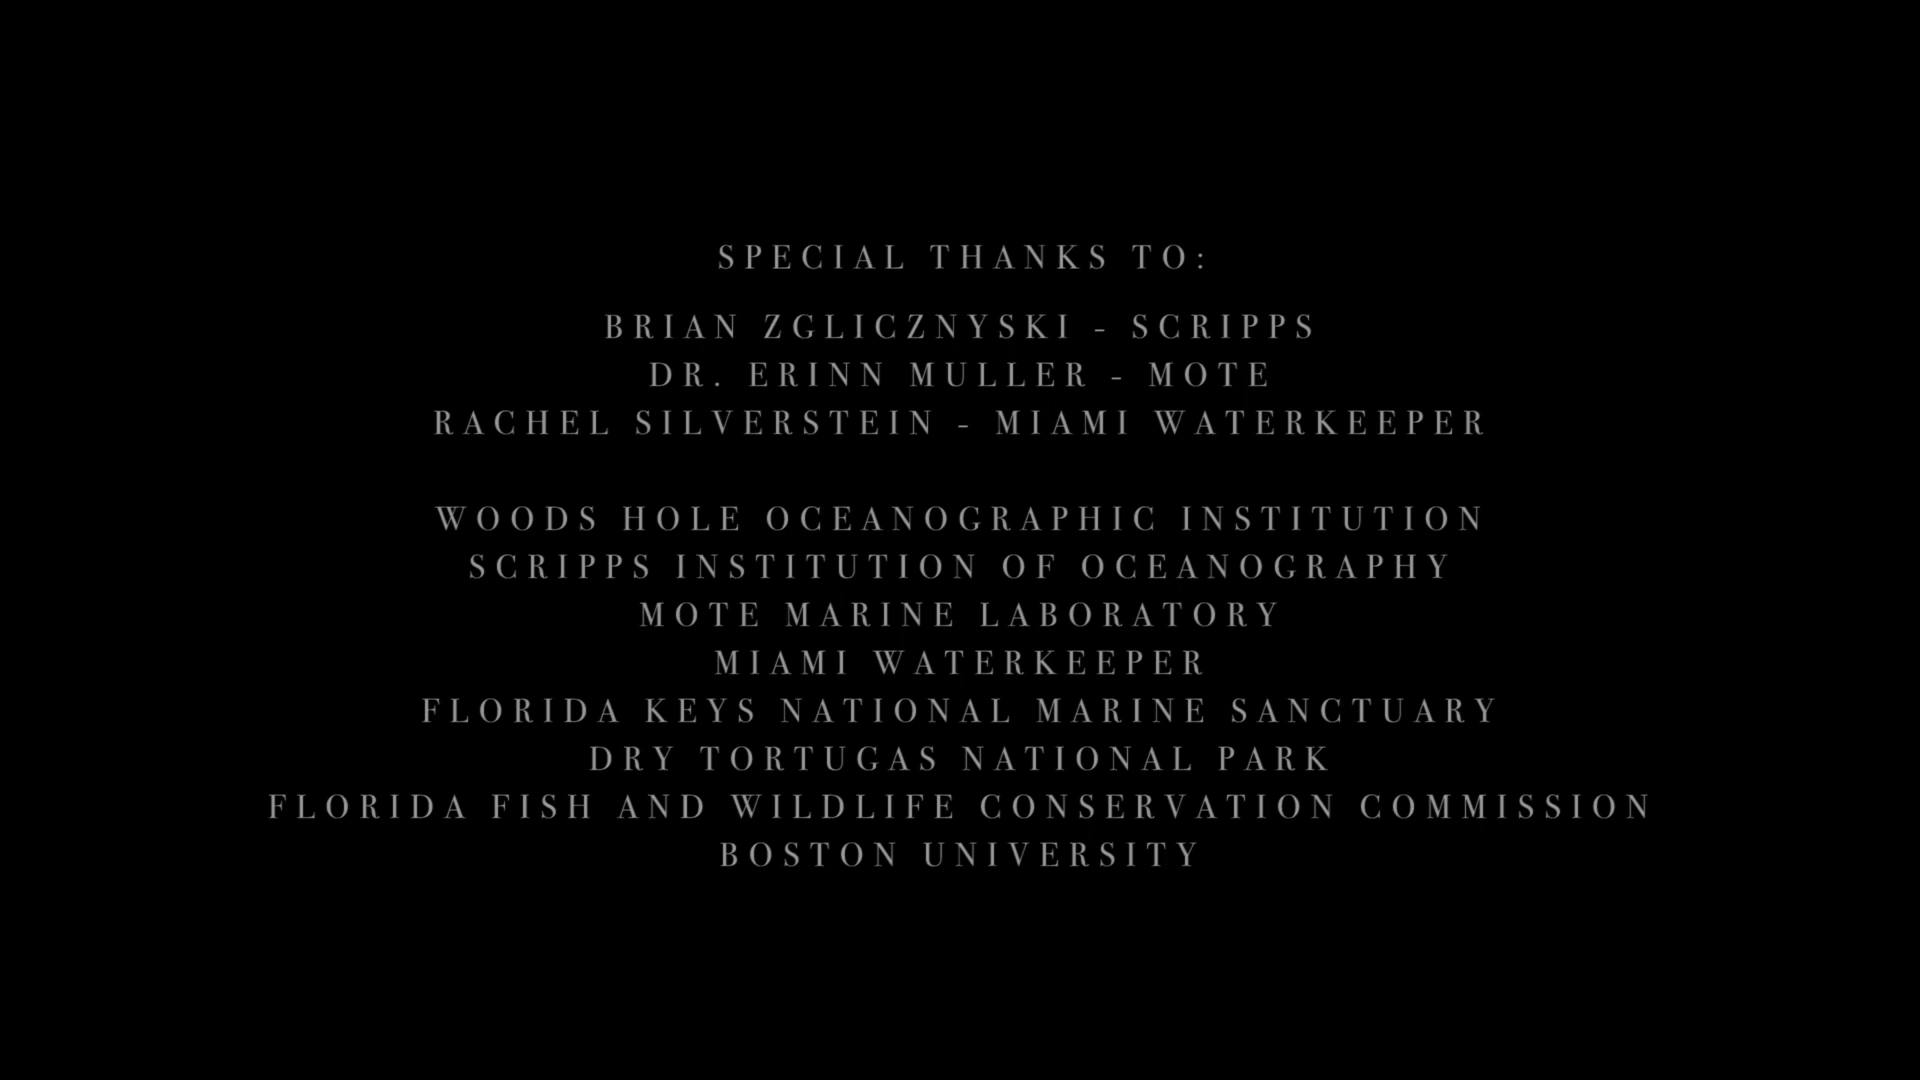 SPECIAL THANKS TO:
BRIAN ZGLICZNYSKI - SCRIPPS
DR. ERINN MULLER - MOTE
RACHEL SILVERSTEIN - MIAMI WATERKEEPER
WOODS HOLE OCEANOGRAPHIC INSTITUTION
SCRIPPS INSTITUTION OF OCEANOGRAPHY
MOTE MARINE LABORATORY
MIAMI WATERKEEPER
FLORIDA KEYS NATIONAL MARINE SANCTUARY
DRY TORTUGAS NATIONAL PARK
FLORIDA FISH AND WILDLIFE CONSERVATION COMMISSION
BOSTON UNIVERSITY